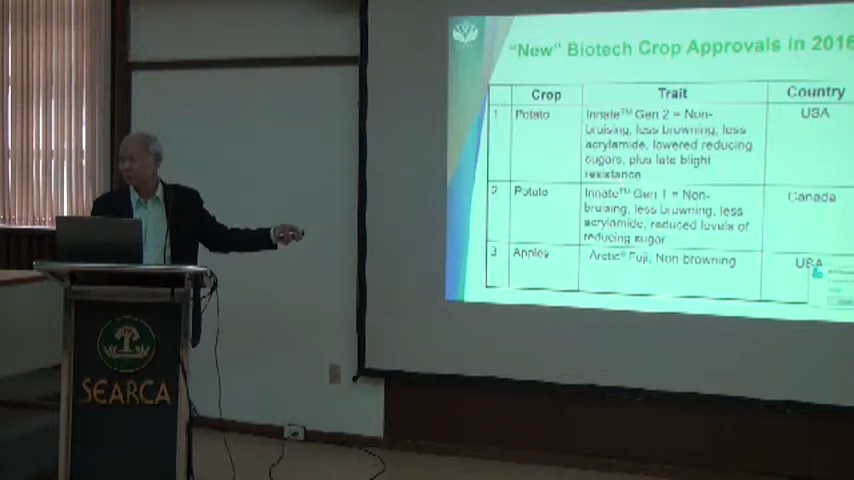 "New" Biotech Crop Approvals in 2016
Crop Trait Country
1 Potato Innate™ Gen 2 = Non- USA
bruising, less browning, less
acrylamide, lowered reducing
sugars, plus late blight
resistance
2 Potato Innate™ Gen 1 = Non- Canada
bruising, less browning, less
acrylamide, reduced levels of
reducing sugar
3 Apples Arctic® Fuji, Non-browning USA
SEARCA